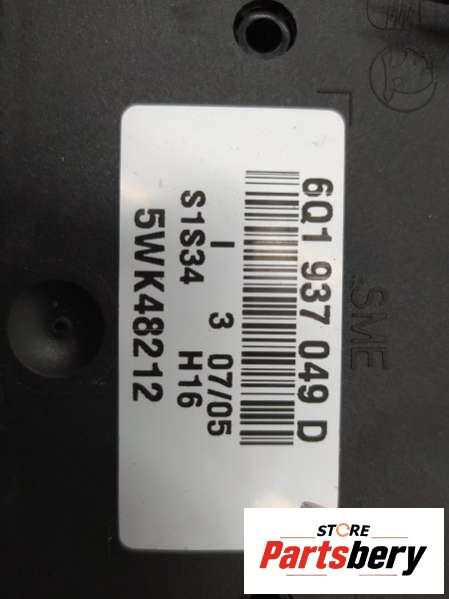 6Q1 937 049 D
S1S34
I 3 07/05
H16
5WK48212
SME
STORE
Partsbery